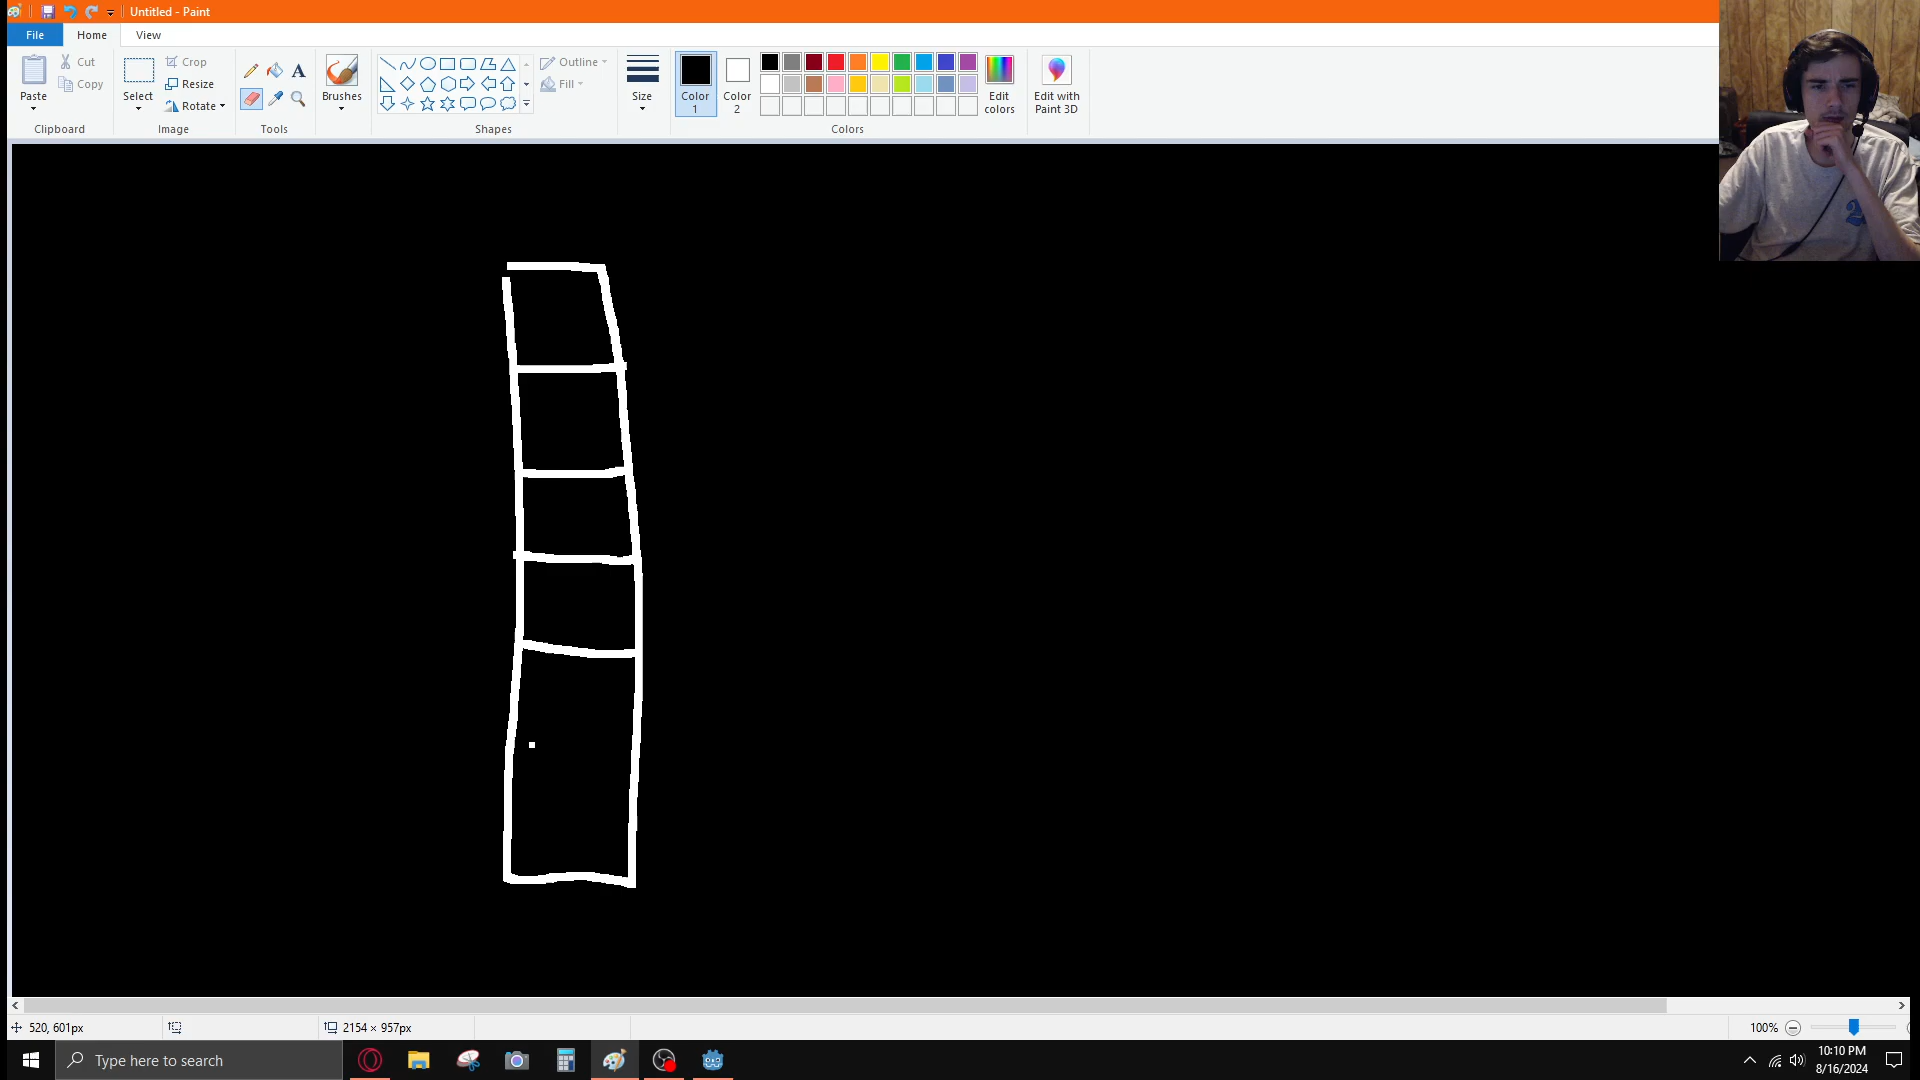 Untitled - Paint
File Home View
Paste
Cut
Copy
Clipboard
Select
Crop
Resize
Rotate
Image
A
Tools
Brushes
Outline
Fill
Shapes
Size
Color 1
Color 2
Edit colors
Colors
Edit with Paint 3D
520, 601px
2154 × 957px
100%
Type here to search
10:10 PM
8/16/2024